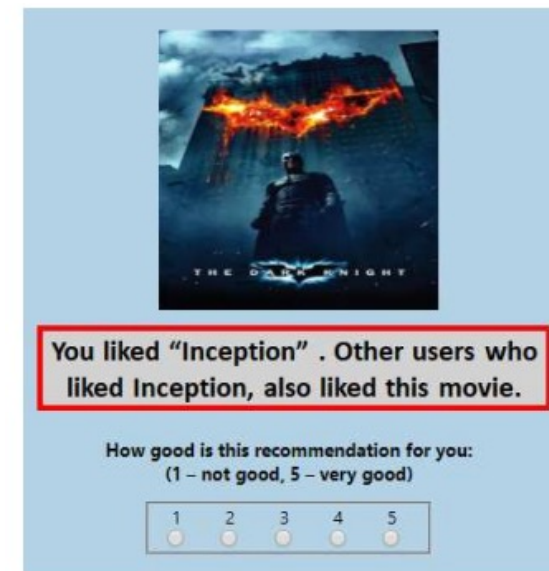 THE DARK KNIGHT
You liked “Inception” . Other users who
liked Inception, also liked this movie.
How good is this recommendation for you:
(1 – not good, 5 – very good)
1 2 3 4 5